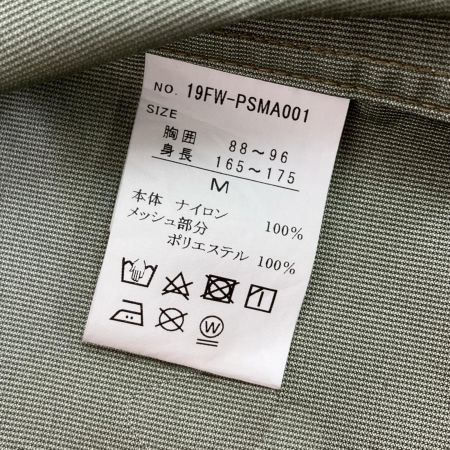 NO. 19FW-PSMA001
SIZE
胸囲 88～96
身長 165～175
M
本体 ナイロン 100%
メッシュ部分
ポリエステル 100%
W